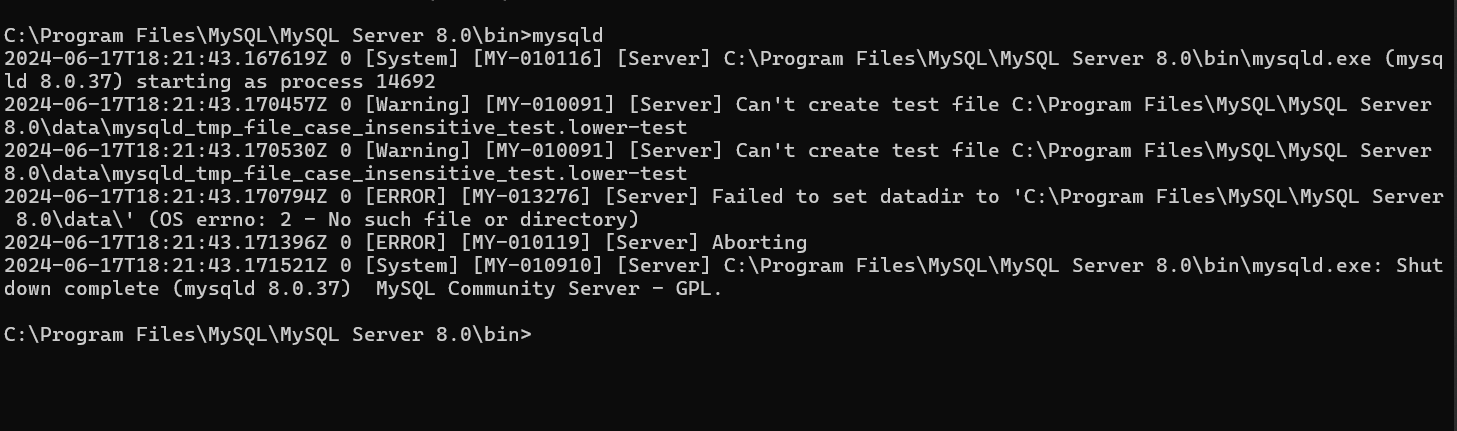 C:\Program Files\MySQL\MySQL Server 8.0\bin>mysqld
2024-06-17T18:21:43.167619Z 0 [System] [MY-010116] [Server] C:\Program Files\MySQL\MySQL Server 8.0\bin\mysqld.exe (mysq
ld 8.0.37) starting as process 14692
2024-06-17T18:21:43.170457Z 0 [Warning] [MY-010091] [Server] Can't create test file C:\Program Files\MySQL\MySQL Server
8.0\data\mysqld_tmp_file_case_insensitive_test.lower-test
2024-06-17T18:21:43.170530Z 0 [Warning] [MY-010091] [Server] Can't create test file C:\Program Files\MySQL\MySQL Server
8.0\data\mysqld_tmp_file_case_insensitive_test.lower-test
2024-06-17T18:21:43.170794Z 0 [ERROR] [MY-013276] [Server] Failed to set datadir to 'C:\Program Files\MySQL\MySQL Server
 8.0\data\' (OS errno: 2 - No such file or directory)
2024-06-17T18:21:43.171396Z 0 [ERROR] [MY-010119] [Server] Aborting
2024-06-17T18:21:43.171521Z 0 [System] [MY-010910] [Server] C:\Program Files\MySQL\MySQL Server 8.0\bin\mysqld.exe: Shut
down complete (mysqld 8.0.37)  MySQL Community Server - GPL.
C:\Program Files\MySQL\MySQL Server 8.0\bin>